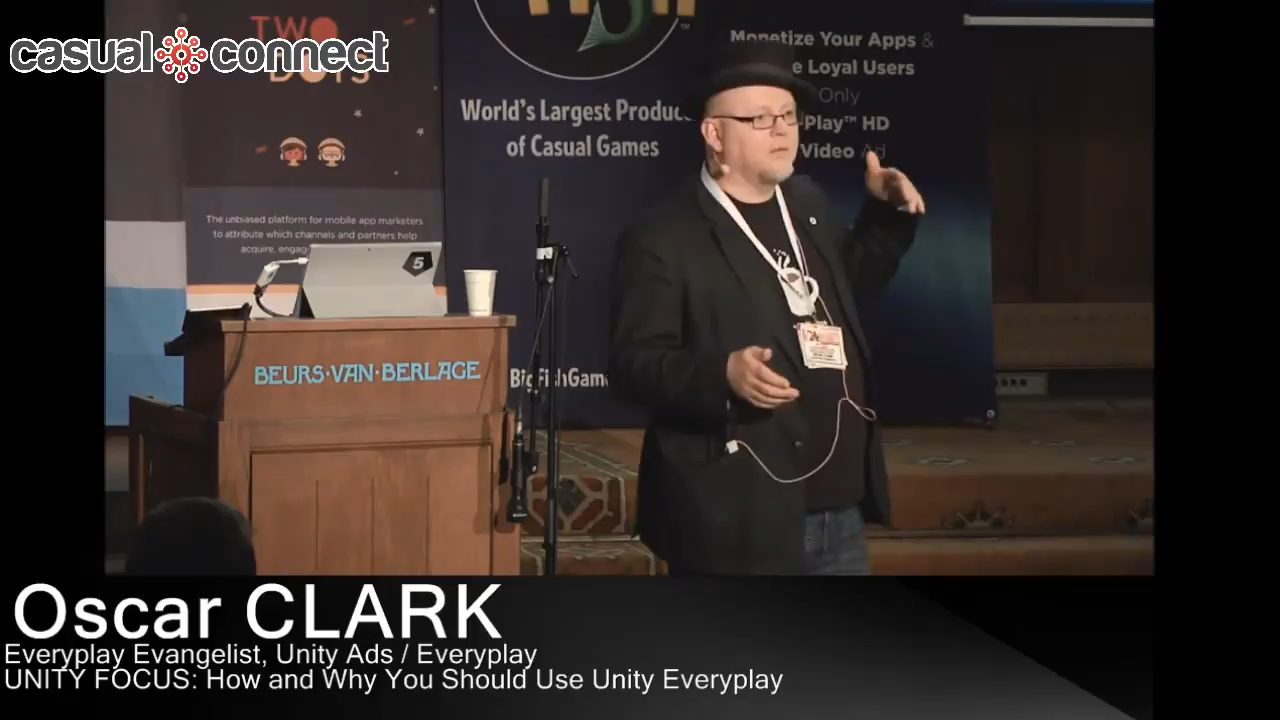 casual connect
TWO
DOTS
The unbiased platform for mobile app marketers
to attribute which channels and partners help
acquire,
5
World's Largest
of Casual Games
TM
Monetize Your Apps &
Loyal Users
Only
Play™ HD
Video Ad
BEURS·VAN·BERLAGE
Oscar CLARK
Everyplay Evangelist, Unity Ads / Everyplay
UNITY FOCUS: How and Why You Should Use Unity Everyplay